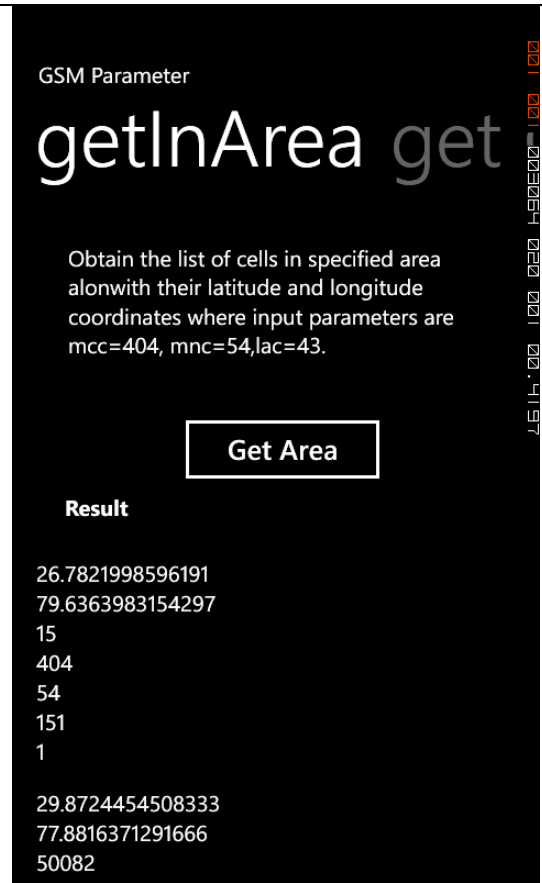 GSM Parameter
getInArea get
Obtain the list of cells in specified area
alonwith their latitude and longitude
coordinates where input parameters are
mcc=404, mnc=54,lac=43.
Get Area
Result
26.7821998596191
79.6363983154297
15
404
54
151
1
29.8724454508333
77.8816371291666
50082